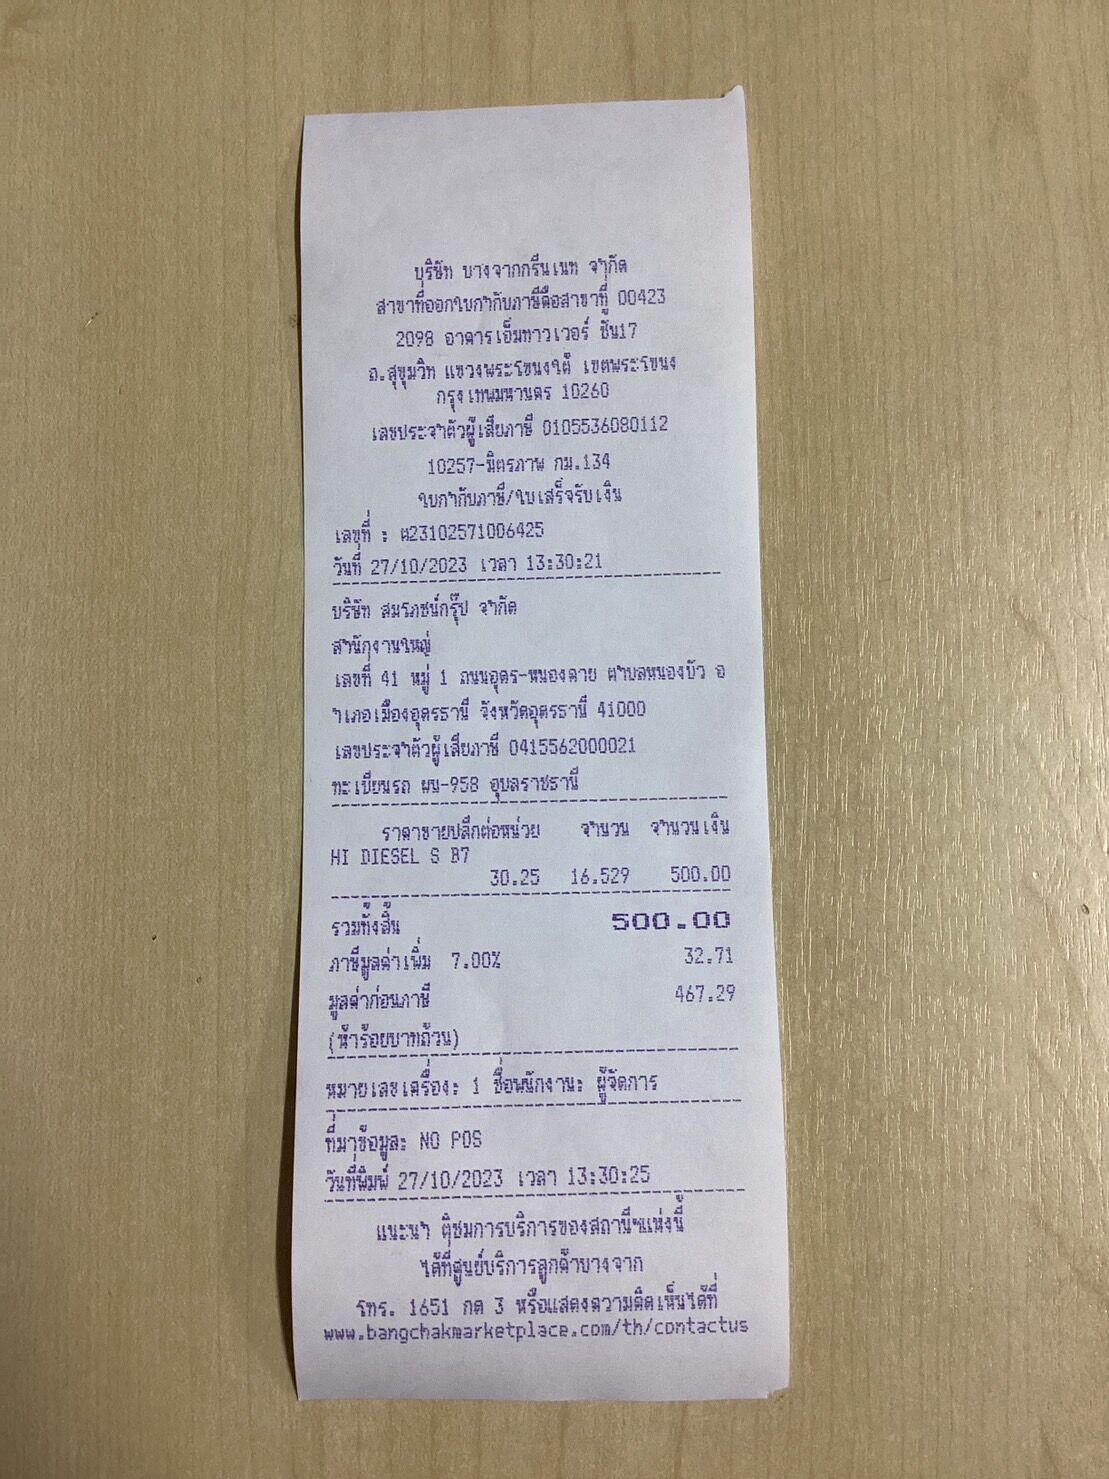 บริษัท บางจากกรีนเนท จำกัด
สาขาที่ออกใบกำกับภาษีคือสาขาที่ 00423
2098 อาคารเอ็มทาวเวอร์ ชั้น17
ถ.สุขุมวิท แขวงพระโขนงใต้ เขตพระโขนง
กรุงเทพมหานคร 10260
เลขประจำตัวผู้เสียภาษี 0105536080112
10257-มิตรภาพ กม.134
ใบกำกับภาษี/ใบเสร็จรับเงิน
เลขที่ : ต23102571006425
วันที่ 27/10/2023 เวลา 13:30:21
บริษัท สมรภชน์กรุ๊ป จำกัด
สำนักงานใหญ่
เลขที่ 41 หมู่ 1 ถนนอุดร-หนองคาย ตำบลหนองบัว อ
ำเภอเมืองอุดรธานี จังหวัดอุดรธานี 41000
เลขประจำตัวผู้เสียภาษี 0415562000021
ทะเบียนรถ ผน-958 อุบลราชธานี
ราคาขายปลีกต่อหน่วย จำนวน จำนวนเงิน
HI DIESEL S B7
30.25 16.529 500.00
รวมทั้งสิ้น 500.00
ภาษีมูลค่าเพิ่ม 7.00% 32.71
มูลค่าก่อนภาษี 467.29
(ห้าร้อยบาทถ้วน)
หมายเลขเครื่อง: 1 ชื่อพนักงาน: ผู้จัดการ
ที่มาข้อมูล: NO POS
วันที่พิมพ์ 27/10/2023 เวลา 13:30:25
แนะนำ ติชมการบริการของสถานีฯแห่งนี้
ได้ที่ศูนย์บริการลูกค้าบางจาก
โทร. 1651 กด 3 หรือแสดงความคิดเห็นได้ที่
www.bangchakmarketplace.com/th/contactus